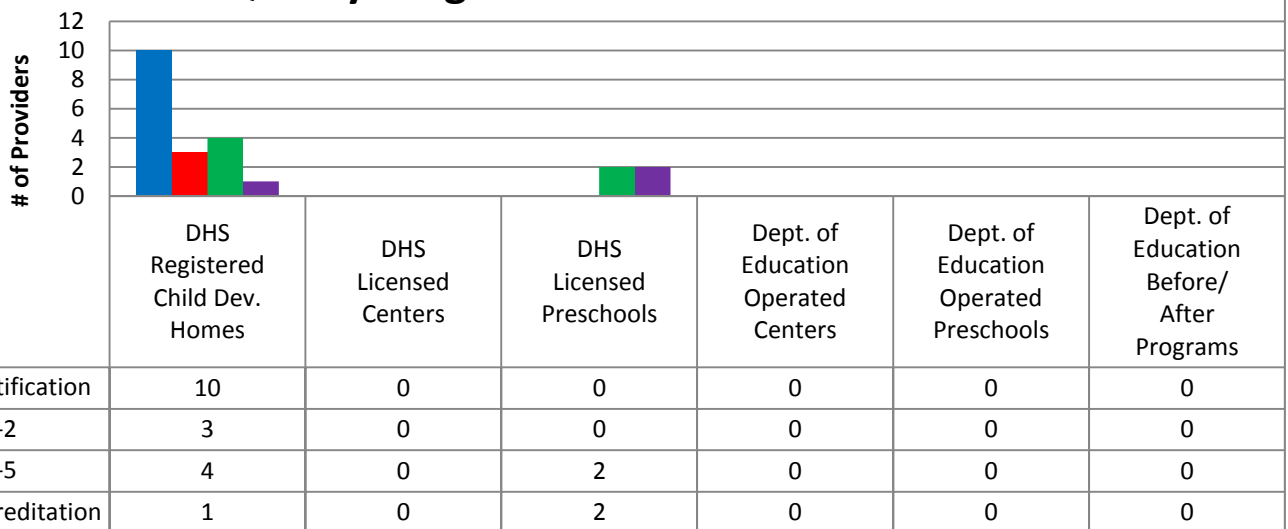 12
10
8
6
4
2
0
# of Providers
DHS
Registered
Child Dev.
Homes
DHS
Licensed
Centers
DHS
Licensed
Preschools
Dept. of
Education
Operated
Centers
Dept. of
Education
Operated
Preschools
Dept. of
Education
Before/
After
Programs
tification 10 0 0 0 0 0
-2 3 0 0 0 0 0
-5 4 0 2 0 0 0
reditation 1 0 2 0 0 0